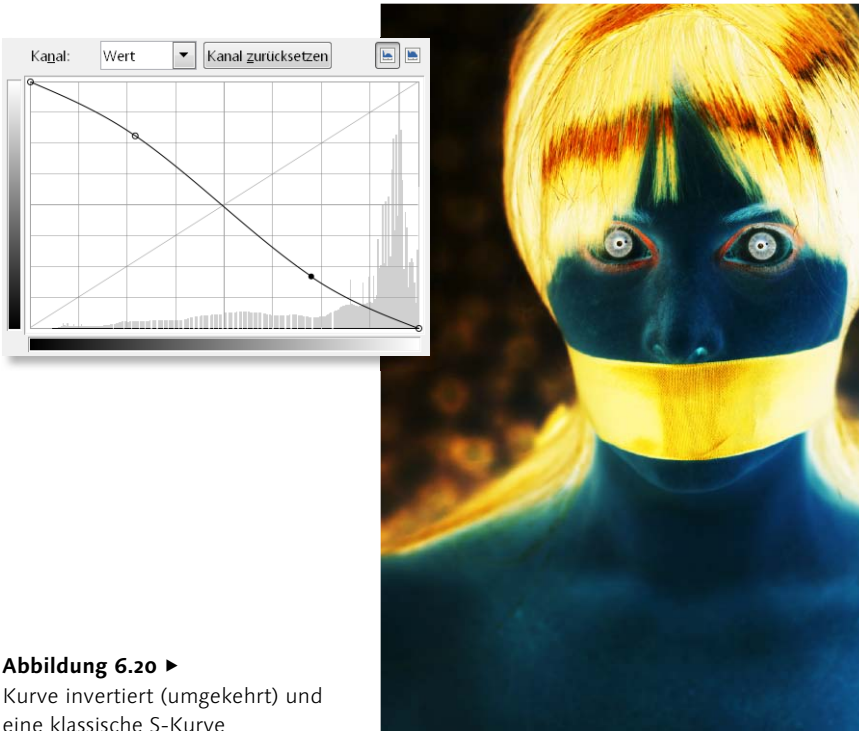 Kanal: Wert Kanal zurücksetzen
Abbildung 6.20 ►
Kurve invertiert (umgekehrt) und
eine klassische S-Kurve